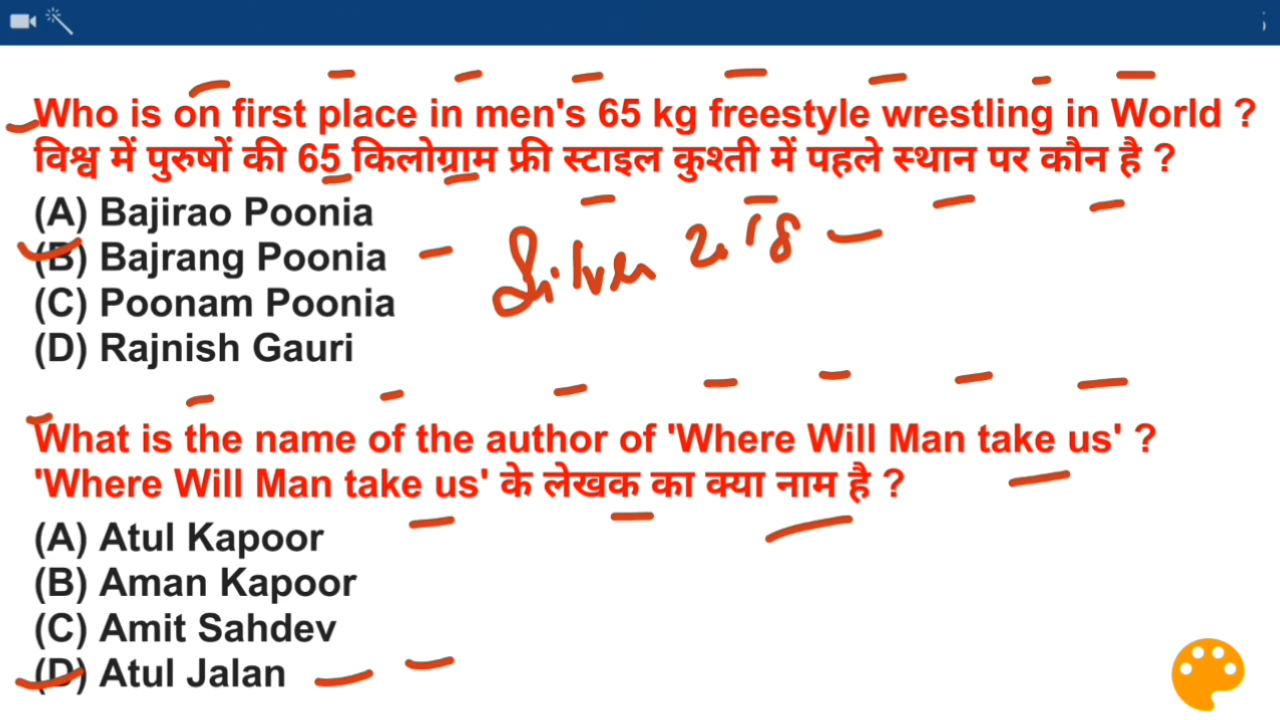 Who is on first place in men's 65 kg freestyle wrestling in World ?
विश्व में पुरुषों की 65 किलोग्राम फ्री स्टाइल कुश्ती में पहले स्थान पर कौन है ?
(A) Bajirao Poonia
(B) Bajrang Poonia
Silver 2018
(C) Poonam Poonia
(D) Rajnish Gauri
What is the name of the author of 'Where Will Man take us' ?
'Where Will Man take us' के लेखक का क्या नाम है ?
(A) Atul Kapoor
(B) Aman Kapoor
(C) Amit Sahdev
(D) Atul Jalan